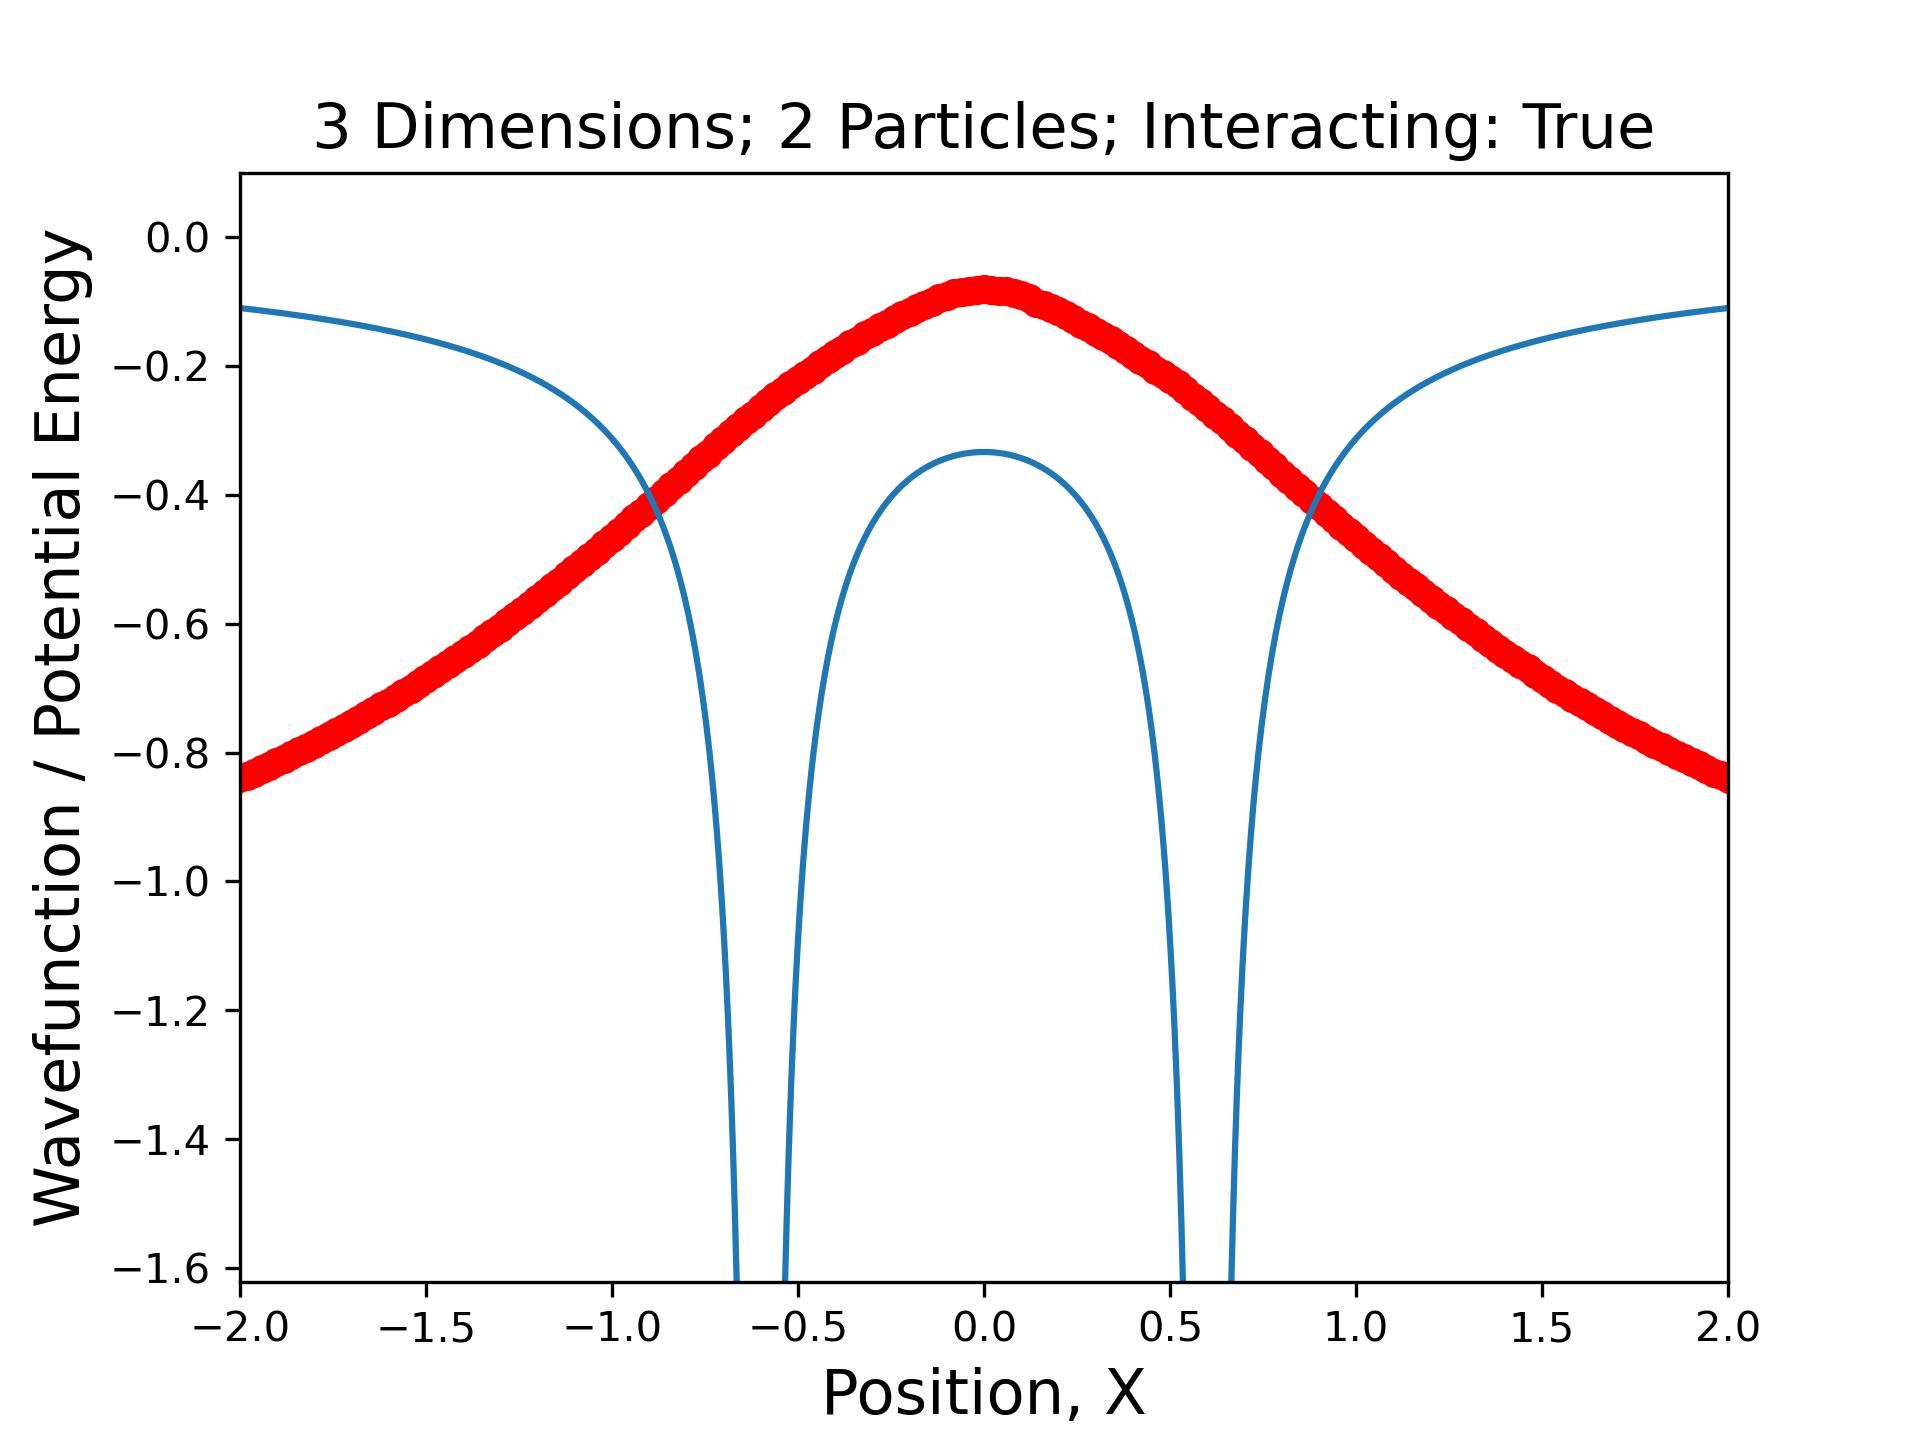 3 Dimensions; 2 Particles; Interacting: True
Wavefunction / Potential Energy
0.0
−0.2
−0.4
−0.6
−0.8
−1.0
−1.2
−1.4
−1.6
−2.0 −1.5 −1.0 −0.5 0.0 0.5 1.0 1.5 2.0
Position, X